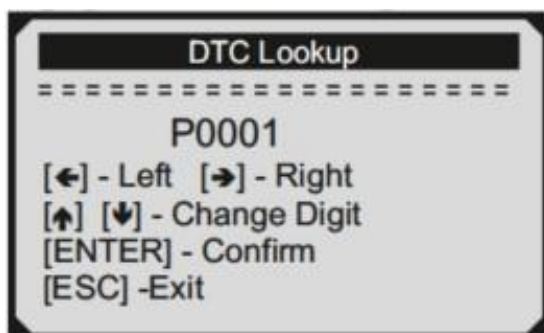 DTC Lookup
====================
P0001
[←] - Left [→] - Right
[↑] [↓] - Change Digit
[ENTER] - Confirm
[ESC] -Exit